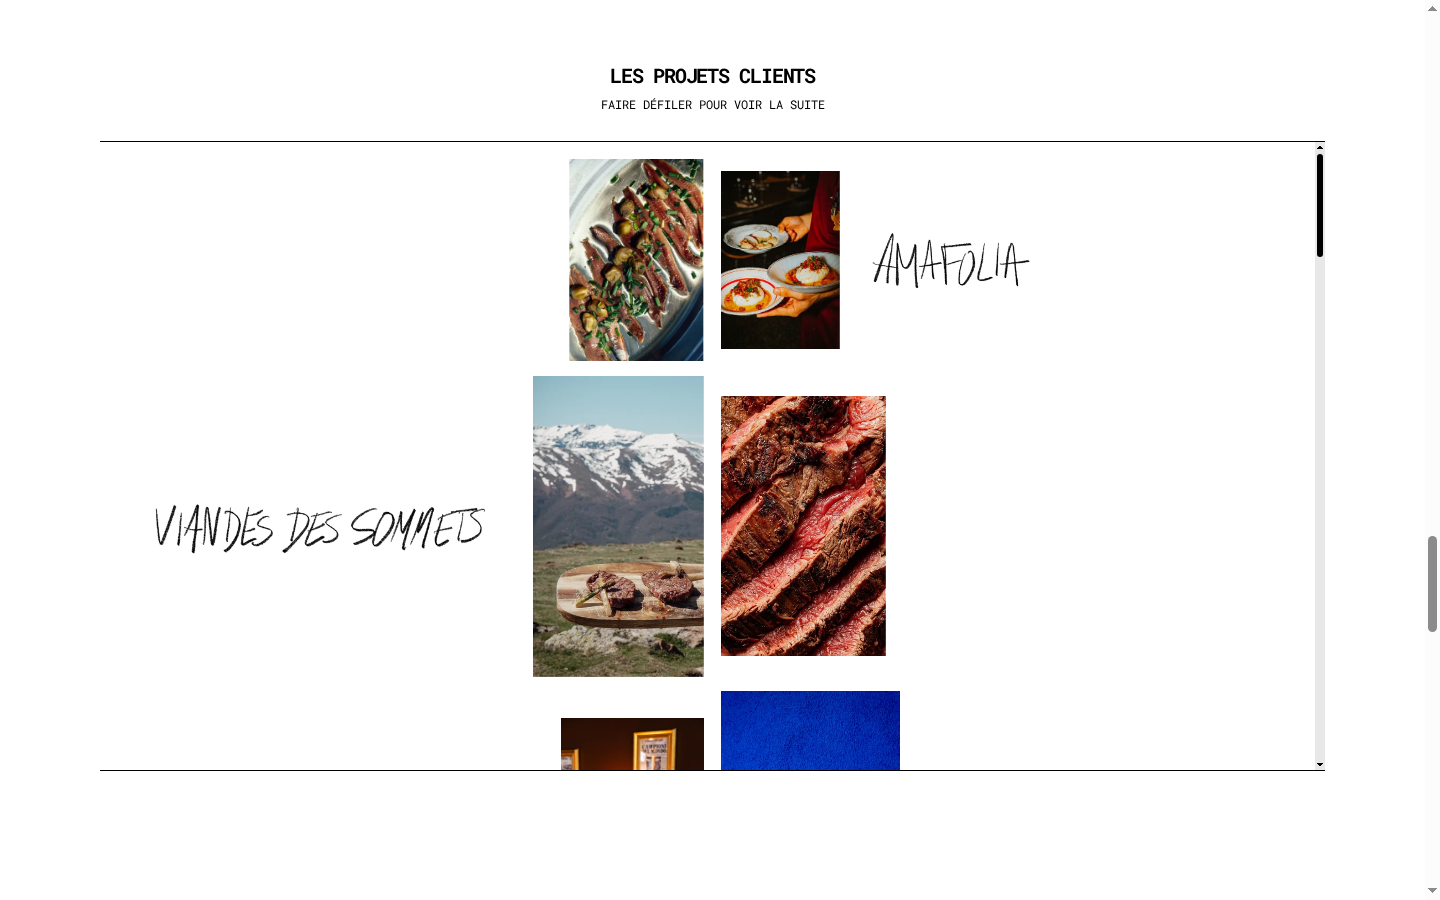 LES PROJETS CLIENTS
FAIRE DÉFILER POUR VOIR LA SUITE
AMAFOLIA
VIANDES DES SOMMETS